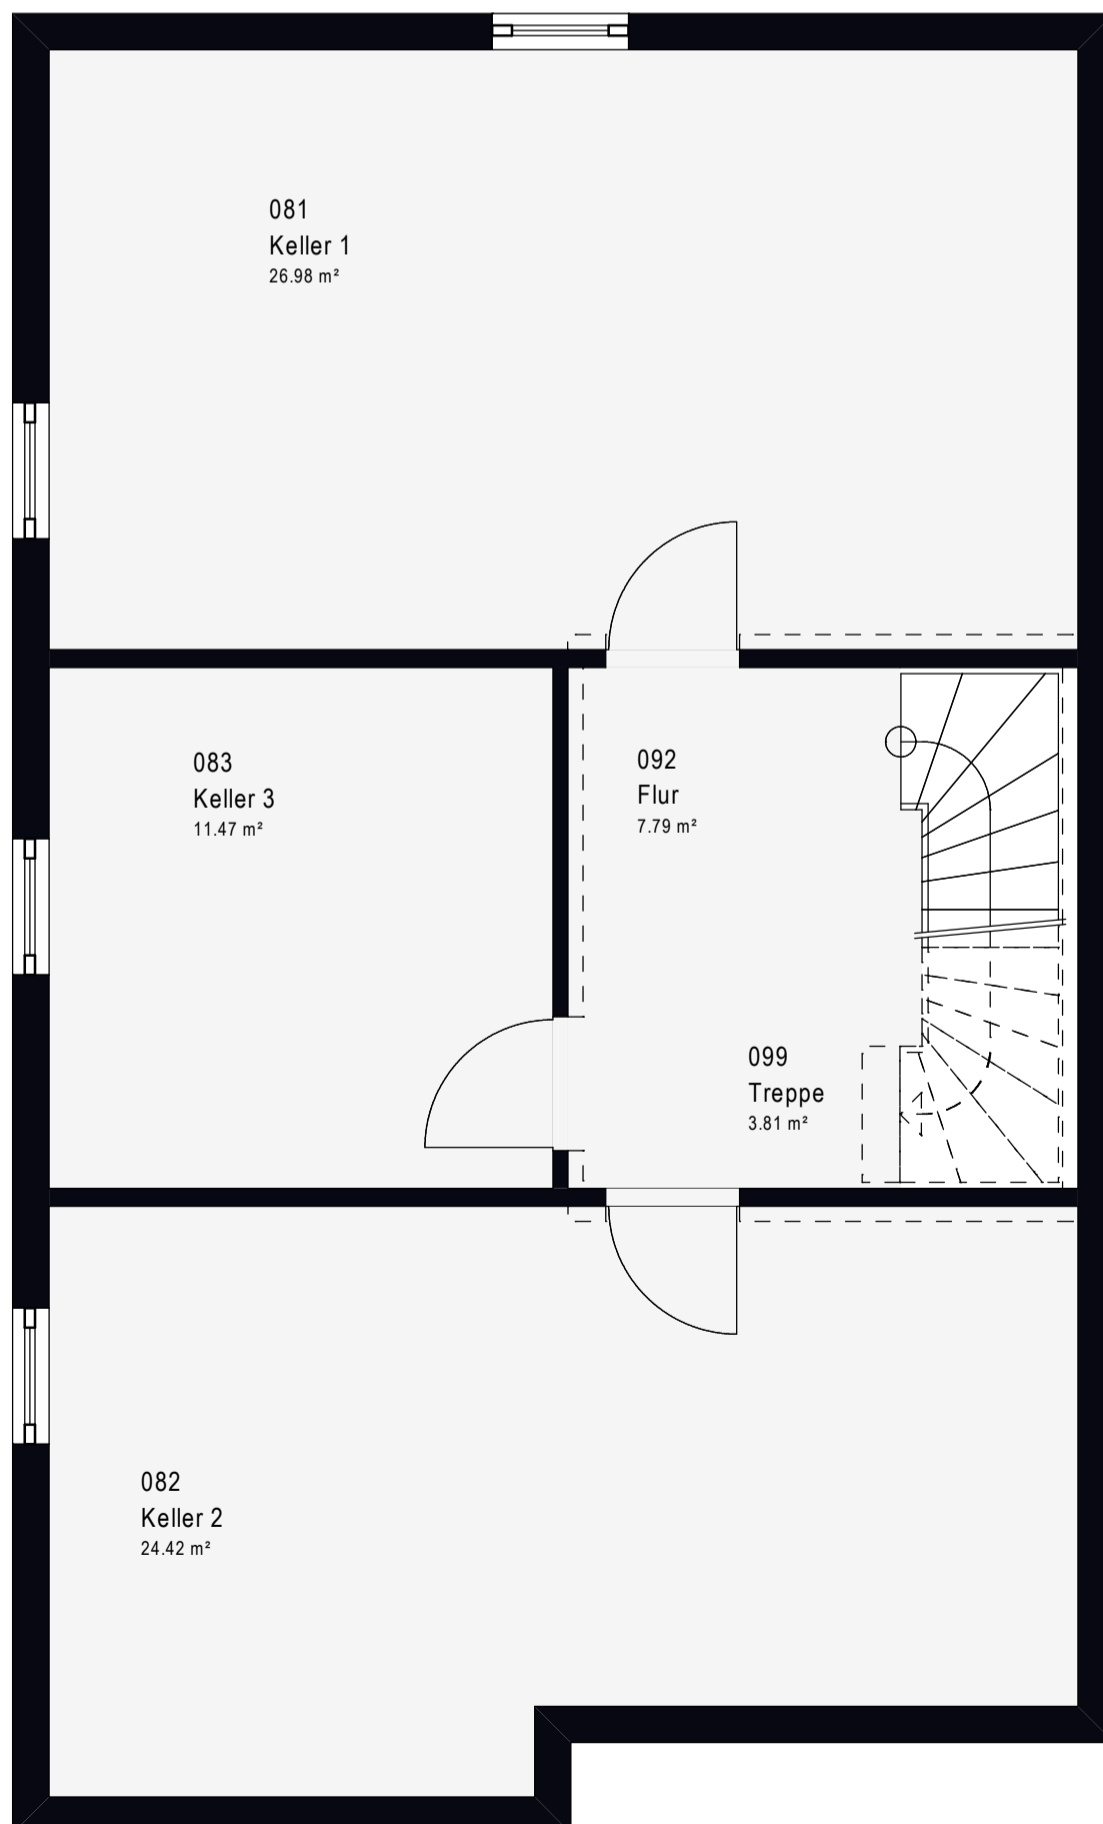 081
Keller 1
26.98 m²
083
Keller 3
11.47 m²
092
Flur
7.79 m²
099
Treppe
3.81 m²
082
Keller 2
24.42 m²